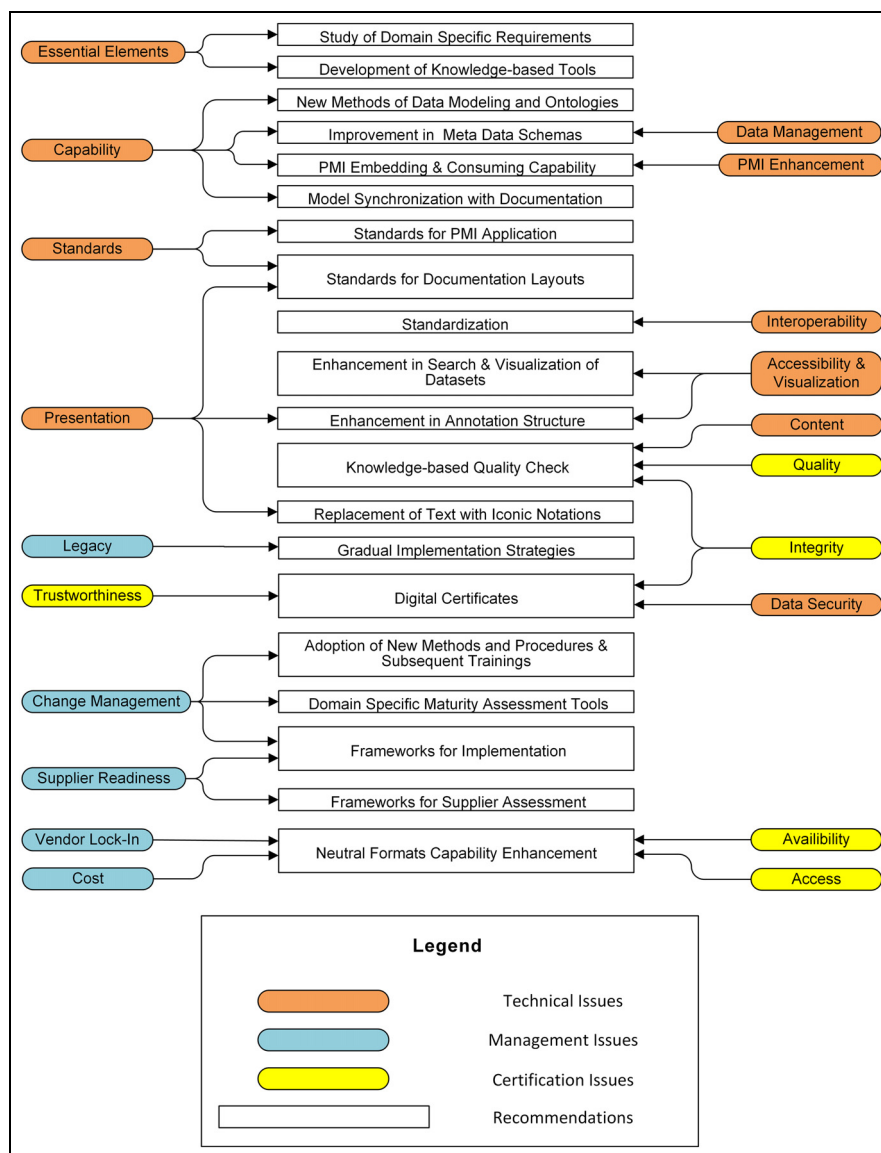 Essential Elements
Study of Domain Specific Requirements
Development of Knowledge-based Tools
Capability
New Methods of Data Modeling and Ontologies
Improvement in Meta Data Schemas
Data Management
PMI Embedding & Consuming Capability
PMI Enhancement
Model Synchronization with Documentation
Standards
Standards for PMI Application
Standards for Documentation Layouts
Standardization
Interoperability
Enhancement in Search & Visualization of
Datasets
Accessibility &
Visualization
Presentation
Enhancement in Annotation Structure
Content
Knowledge-based Quality Check
Quality
Replacement of Text with Iconic Notations
Legacy
Gradual Implementation Strategies
Integrity
Trustworthiness
Digital Certificates
Data Security
Adoption of New Methods and Procedures &
Subsequent Trainings
Change Management
Domain Specific Maturity Assessment Tools
Frameworks for Implementation
Supplier Readiness
Frameworks for Supplier Assessment
Vendor Lock-In
Neutral Formats Capability Enhancement
Availibility
Cost
Access
Legend
Technical Issues
Management Issues
Certification Issues
Recommendations